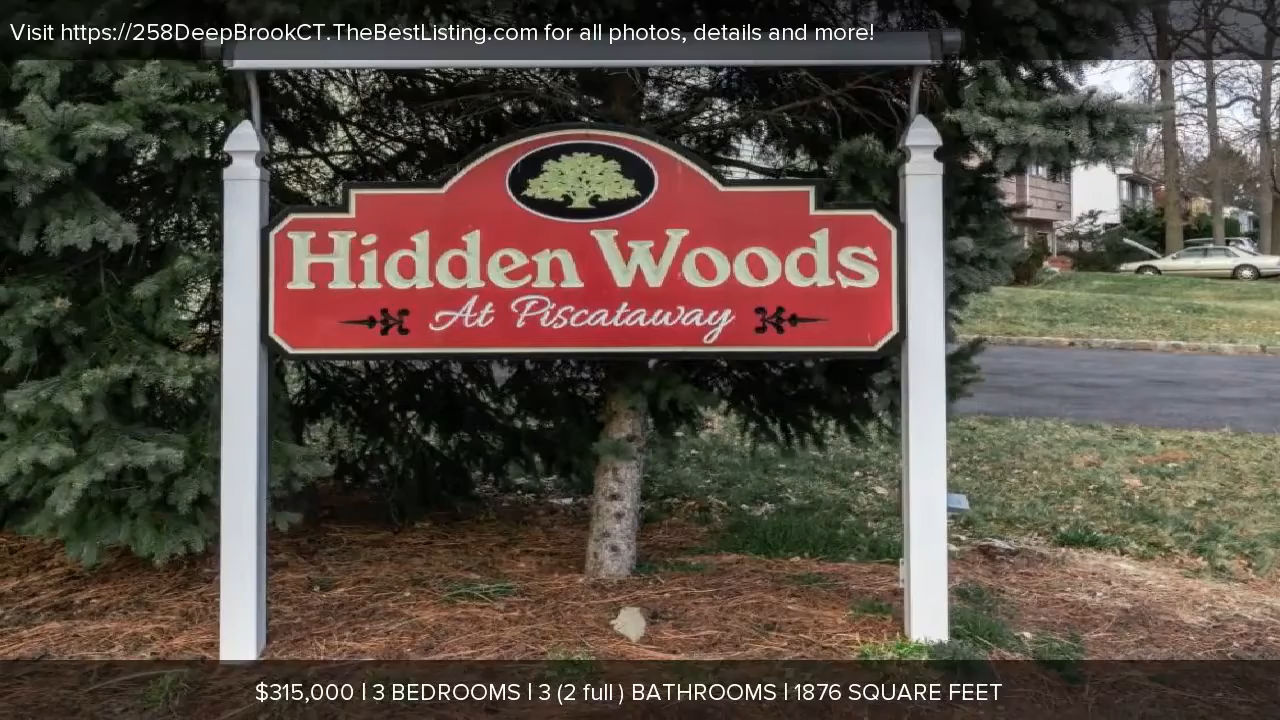 Visit https://258DeepBrookCT.TheBestListing.com for all photos, details and more!
Hidden Woods
At Piscataway
$315,000 | 3 BEDROOMS | 3 (2 full ) BATHROOMS | 1876 SQUARE FEET